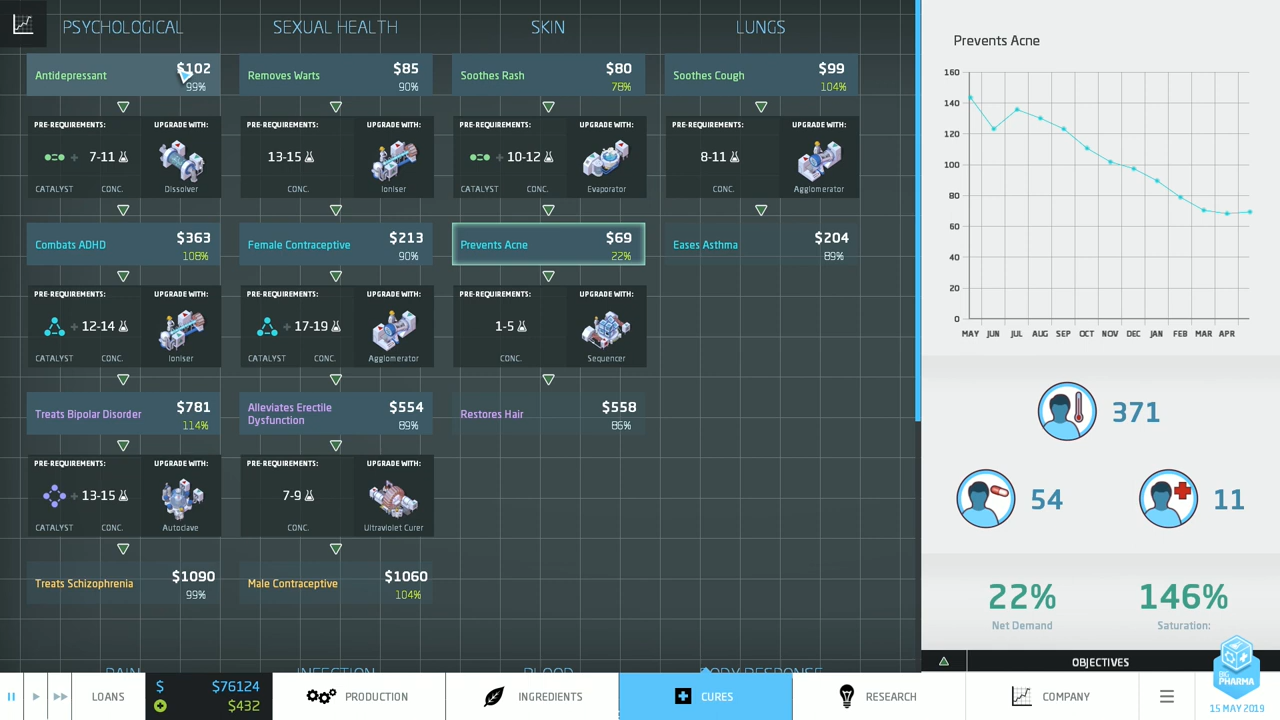 PSYCHOLOGICAL SEXUAL HEALTH SKIN LUNGS
Antidepressant $102 99%
Removes Warts $85 90%
Soothes Rash $80 78%
Soothes Cough $99 104%
PRE-REQUIREMENTS: UPGRADE WITH:
+ 7-11
CATALYST CONC. Dissolver
PRE-REQUIREMENTS: UPGRADE WITH:
13-15
CONC. Ioniser
PRE-REQUIREMENTS: UPGRADE WITH:
+ 10-12
CATALYST CONC. Evaporator
PRE-REQUIREMENTS: UPGRADE WITH:
8-11
CONC. Agglomerator
Combats ADHD $363 108%
Female Contraceptive $213 90%
Prevents Acne $69 22%
Eases Asthma $204 89%
PRE-REQUIREMENTS: UPGRADE WITH:
+ 12-14
CATALYST CONC. Ioniser
PRE-REQUIREMENTS: UPGRADE WITH:
+ 17-19
CATALYST CONC. Agglomerator
PRE-REQUIREMENTS: UPGRADE WITH:
1-5
CONC. Sequencer
Treats Bipolar Disorder $781 114%
Alleviates Erectile
Dysfunction $554 89%
Restores Hair $558 86%
PRE-REQUIREMENTS: UPGRADE WITH:
+ 13-15
CATALYST CONC. Autoclave
PRE-REQUIREMENTS: UPGRADE WITH:
7-9
CONC. Ultraviolet Curer
Treats Schizophrenia $1090 99%
Male Contraceptive $1060 104%
PAIN INFECTION BLOOD BODY RESPONSE
Prevents Acne
160
140
120
100
80
60
40
20
0
MAY JUN JUL AUG SEP OCT NOV DEC JAN FEB MAR APR
371
54 11
22% 146%
Net Demand Saturation:
OBJECTIVES
LOANS
$ $76124
$432
PRODUCTION
INGREDIENTS
CURES
RESEARCH
COMPANY
BIG
PHARMA
15 MAY 2019